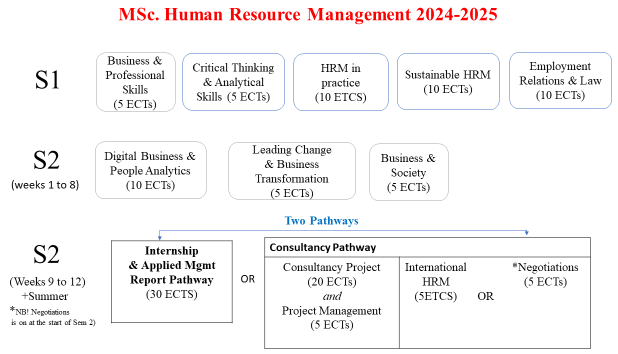 MSc. Human Resource Management 2024-2025
S1
Business &
Professional
Skills
(5 ECTs)
Critical Thinking
& Analytical
Skills (5 ECTs)
HRM in
practice
(10 ETCS)
Sustainable HRM
(10 ECTs)
Employment
Relations & Law
(10 ECTs)
S2
(weeks 1 to 8)
Digital Business &
People Analytics
(10 ECTs)
Leading Change
& Business
Transformation
(5 ECTs)
Business &
Society
(5 ECTs)
Two Pathways
S2
(Weeks 9 to 12)
+Summer
*NB! Negotiations
is on at the start of Sem 2)
Internship
& Applied Mgmt
Report Pathway
(30 ECTS)
OR
Consultancy Pathway
Consultancy Project
(20 ECTs)
and
Project Management
(5 ECTs)
International
HRM
(5ETCS)
OR
*Negotiations
(5 ECTs)